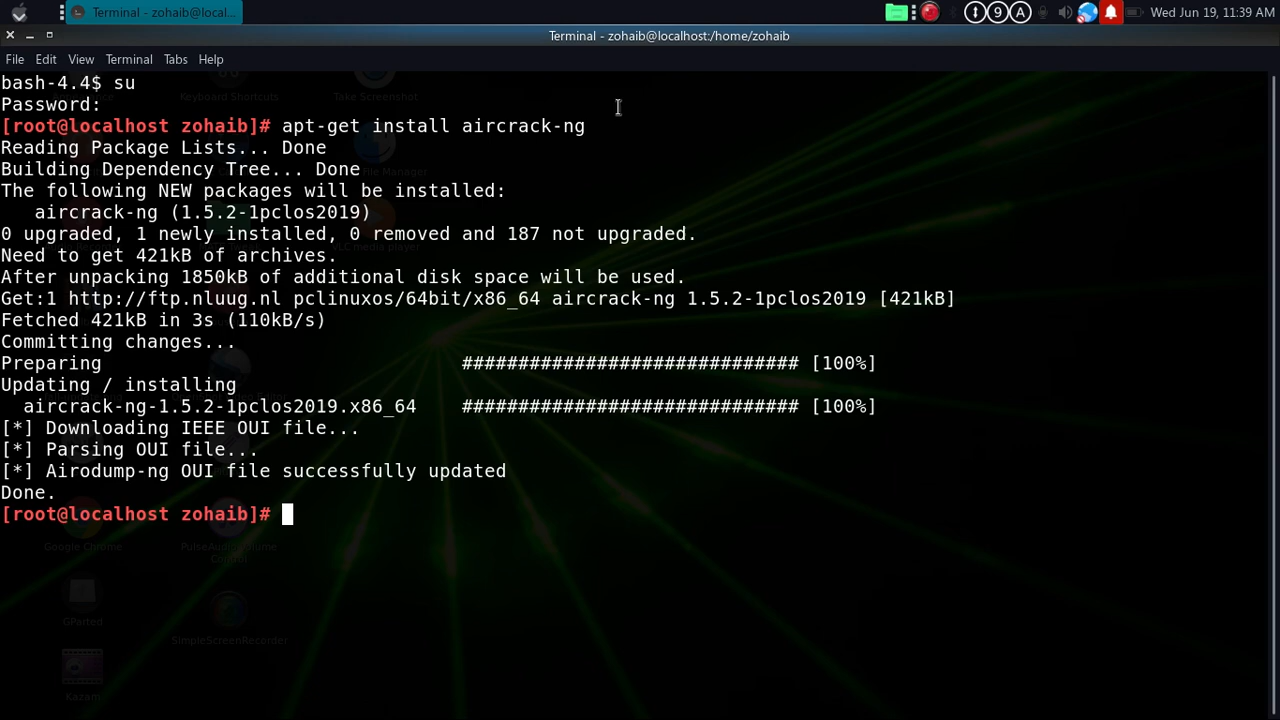 Terminal - zohaib@local...
9
A
Wed Jun 19, 11:39 AM
Terminal - zohaib@localhost:/home/zohaib
File Edit View Terminal Tabs Help
bash-4.4$ su
Keyboard Shortcuts
Take Screenshot
Password:
[root@localhost zohaib]# apt-get install aircrack-ng
Reading Package Lists... Done
Building Dependency Tree... Done
File Manager
The following NEW packages will be installed:
aircrack-ng (1.5.2-1pclos2019)
0 upgraded, 1 newly installed, 0 removed and 187 not upgraded.
VLC media player
Need to get 421kB of archives.
After unpacking 1850kB of additional disk space will be used.
Get:1 http://ftp.nluug.nl pclinuxos/64bit/x86_64 aircrack-ng 1.5.2-1pclos2019 [421kB]
Fetched 421kB in 3s (110kB/s)
Committing changes...
Preparing ############################## [100%]
Updating / installing
aircrack-ng-1.5.2-1pclos2019.x86_64 ############################## [100%]
[*] Downloading IEEE OUI file...
[*] Parsing OUI file...
[*] Airodump-ng OUI file successfully updated
Done.
[root@localhost zohaib]#
Google Chrome
PulseAudio Volume
Control
GParted
SimpleScreenRecorder
Kazam